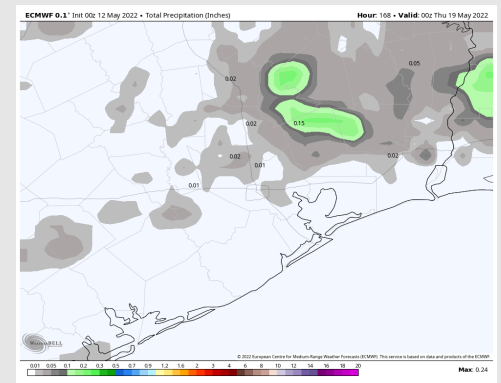 ECMWF 0.1° Init 00z 12 May 2022 • Total Precipitation (Inches) Hour: 168 • Valid: 00z Thu 19 May 2022
0.05
0.02
0.02 0.15
0.02 0.02
0.01
0.01
© 2022 European Centre for Medium-Range Weather Forecasts (ECMWF). This service is based on data and products of the ECMWF
0.01 0.05 0.1 0.2 0.3 0.5 0.7 0.9 1.2 1.6 2 3 4 6 8 10 12 14 16 20
Max: 0.24